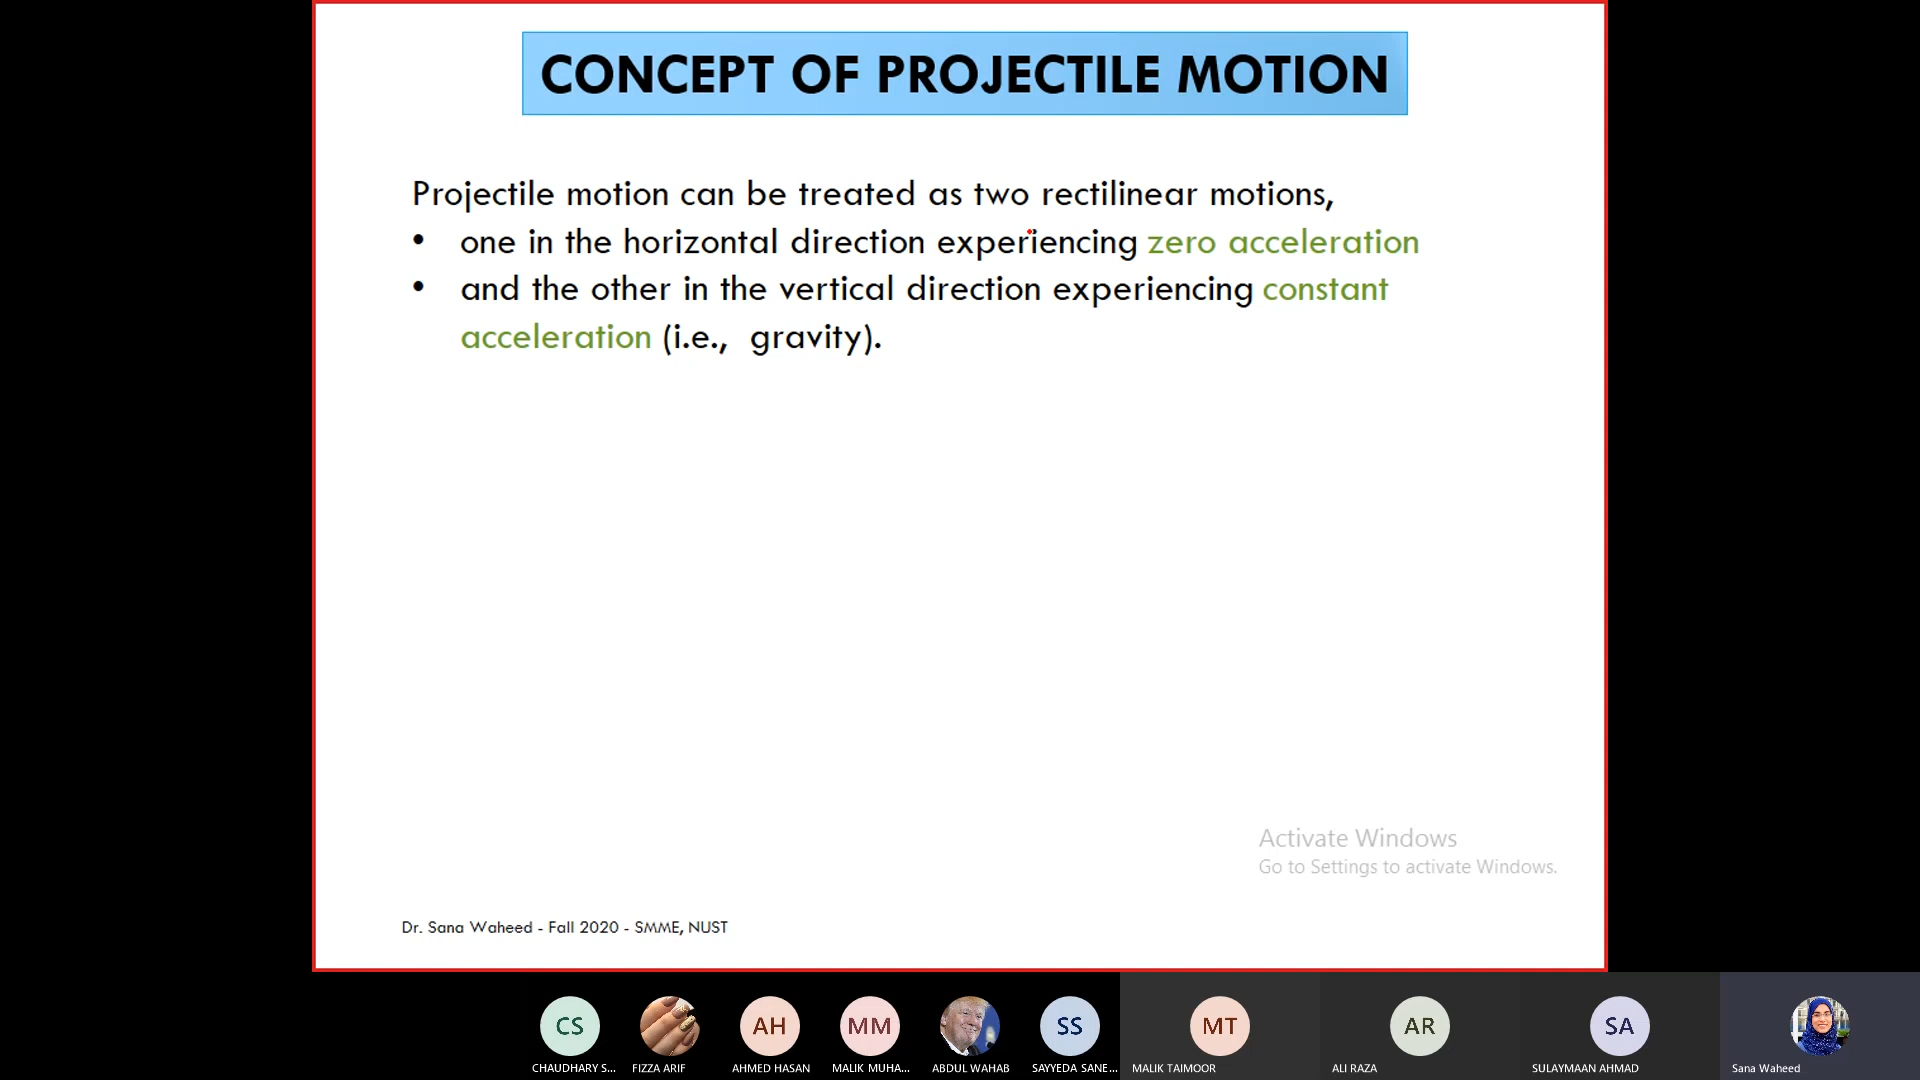 CONCEPT OF PROJECTILE MOTION
Projectile motion can be treated as two rectilinear motions,
• one in the horizontal direction experiencing zero acceleration
• and the other in the vertical direction experiencing constant
acceleration (i.e., gravity).
Activate Windows
Go to Settings to activate Windows.
Dr. Sana Waheed - Fall 2020 - SMME, NUST
CS
AH
MM
SS
MT
AR
SA
CHAUDHARY S...
FIZZA ARIF
AHMED HASAN
MALIK MUHA...
ABDUL WAHAB
SAYYEDA SANE...
MALIK TAIMOOR
ALI RAZA
SULAYMAAN AHMAD
Sana Waheed